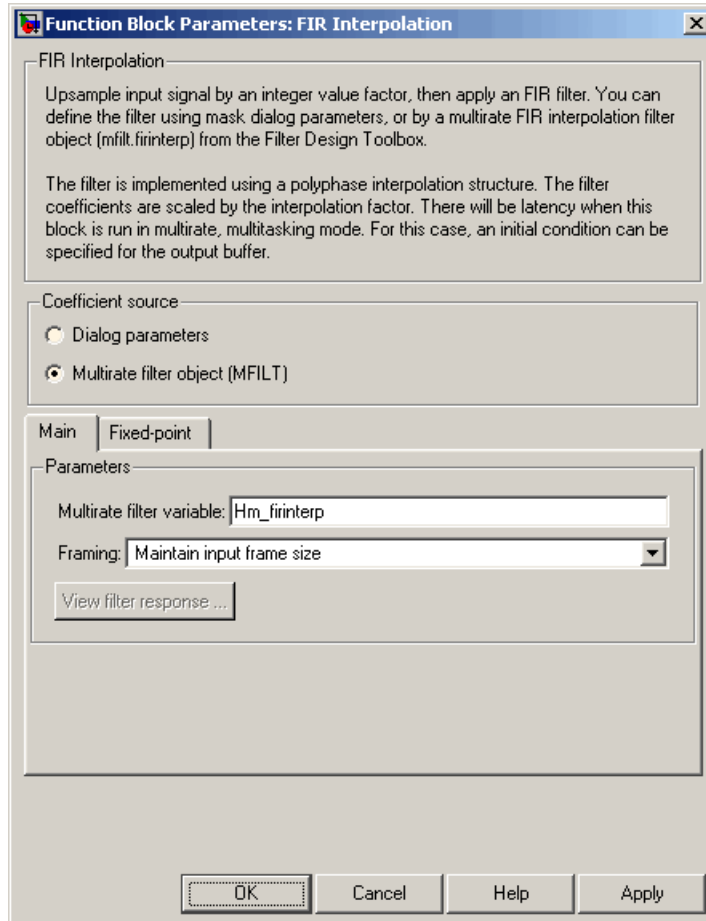 Function Block Parameters: FIR Interpolation
FIR Interpolation
Upsample input signal by an integer value factor, then apply an FIR filter. You can
define the filter using mask dialog parameters, or by a multirate FIR interpolation filter
object (mfilt.firinterp) from the Filter Design Toolbox.
The filter is implemented using a polyphase interpolation structure. The filter
coefficients are scaled by the interpolation factor. There will be latency when this
block is run in multirate, multitasking mode. For this case, an initial condition can be
specified for the output buffer.
Coefficient source
Dialog parameters
Multirate filter object (MFILT)
Main Fixed-point
Parameters
Multirate filter variable: Hm_firinterp
Framing: Maintain input frame size
View filter response ...
OK Cancel Help Apply